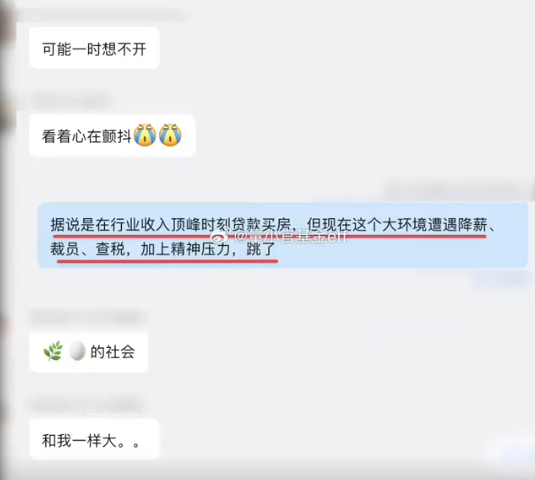 可能一时想不开
看着心在颤抖😭😭
据说是在行业收入顶峰时刻贷款买房，但现在这个大环境遭遇降薪、
裁员、查税，加上精神压力，跳了
🌿🥚的社会
和我一样大。。